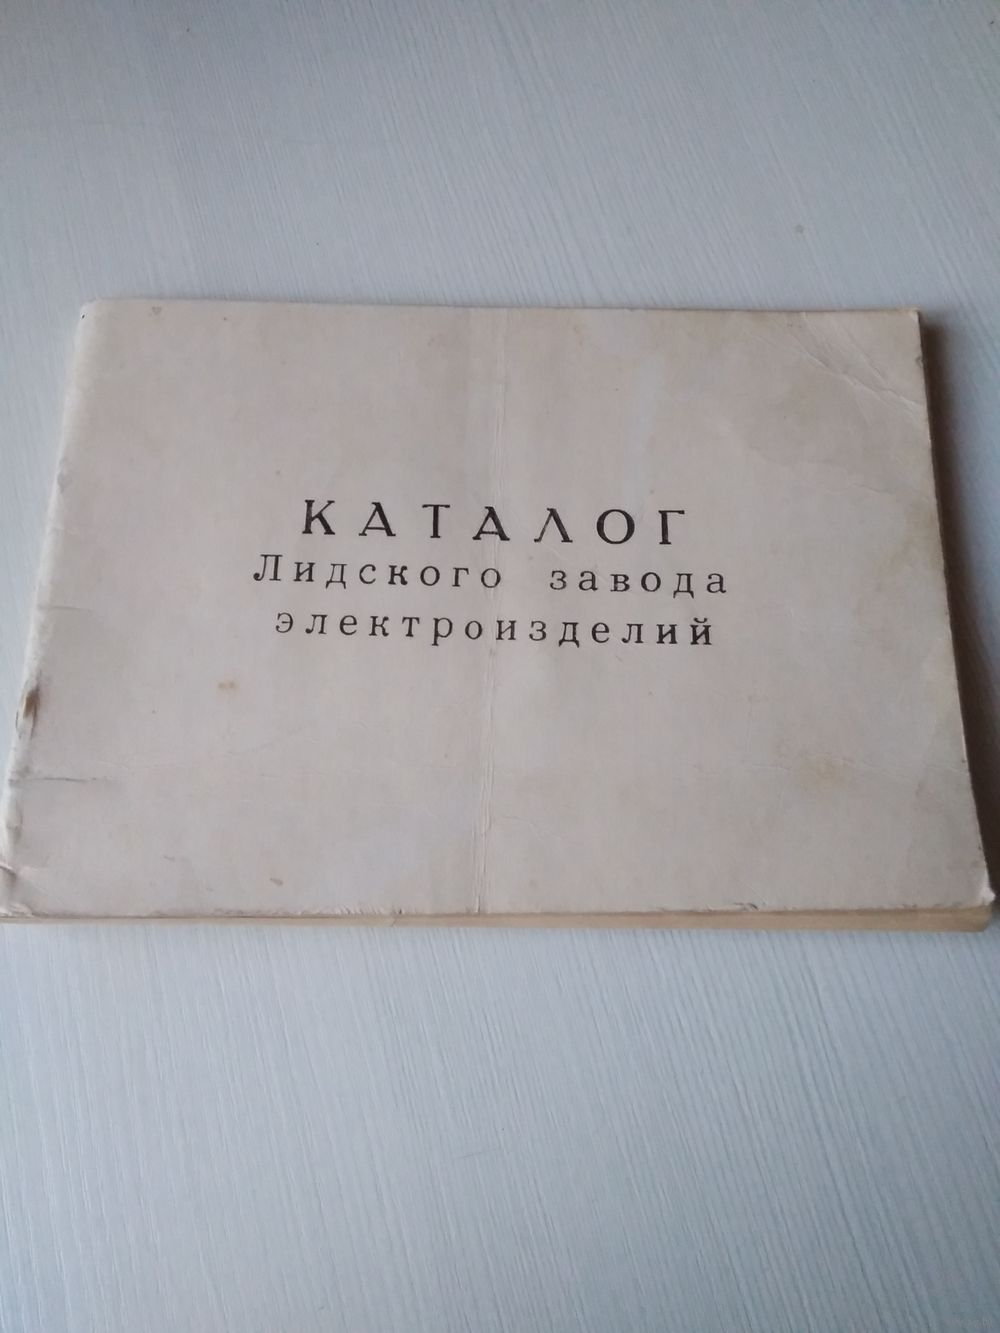 КАТАЛОГ
Лидского завода
электроизделий